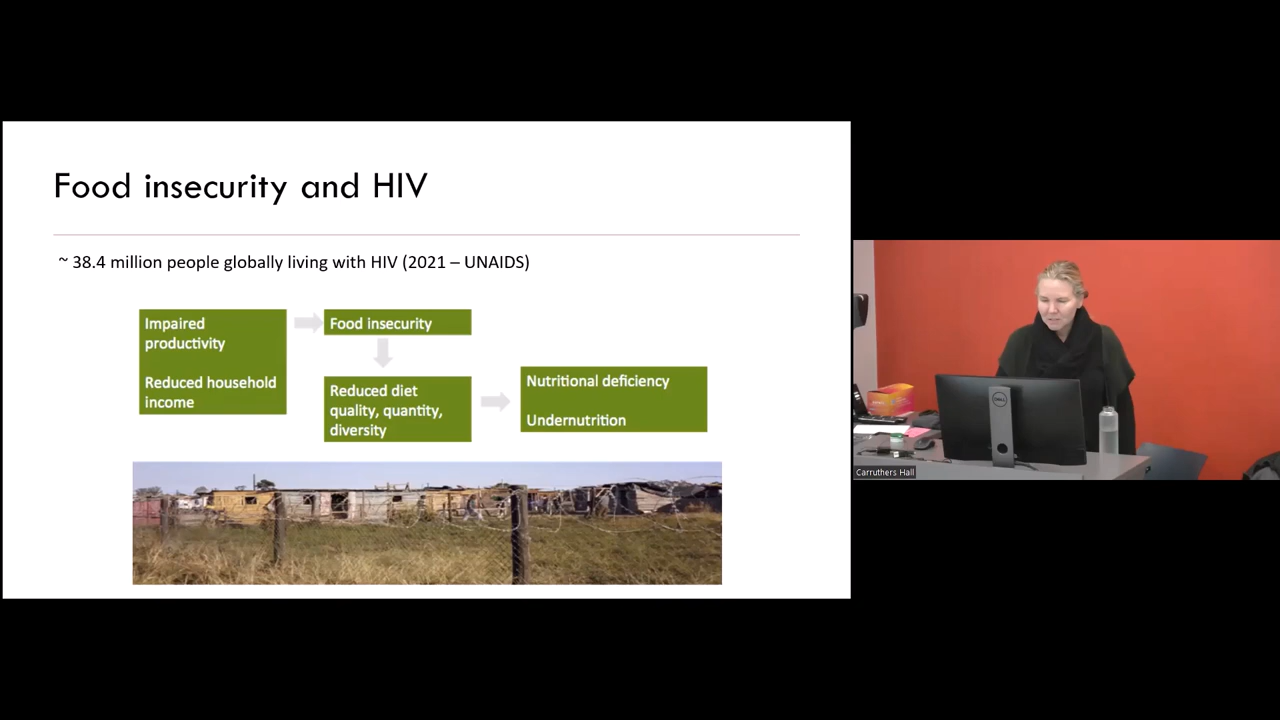 Food insecurity and HIV
~ 38.4 million people globally living with HIV (2021 – UNAIDS)
Impaired
productivity
Reduced household
income
Food insecurity
Reduced diet
quality, quantity,
diversity
Nutritional deficiency
Undernutrition
DELL
Carruthers Hall